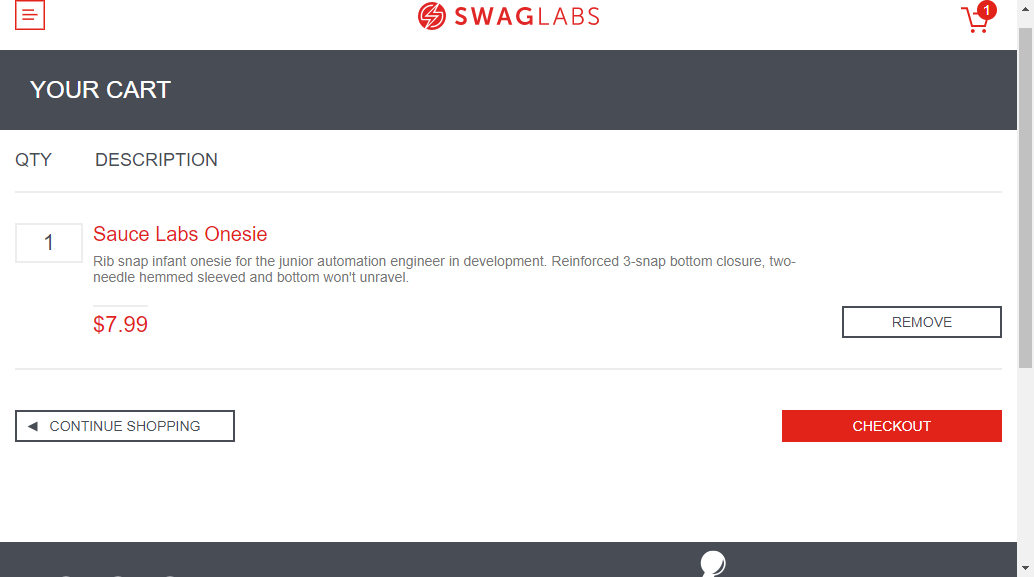 SWAGLABS
1
YOUR CART
QTY DESCRIPTION
1
Sauce Labs Onesie
Rib snap infant onesie for the junior automation engineer in development. Reinforced 3-snap bottom closure, two-
needle hemmed sleeved and bottom won't unravel.
$7.99
REMOVE
CONTINUE SHOPPING
CHECKOUT